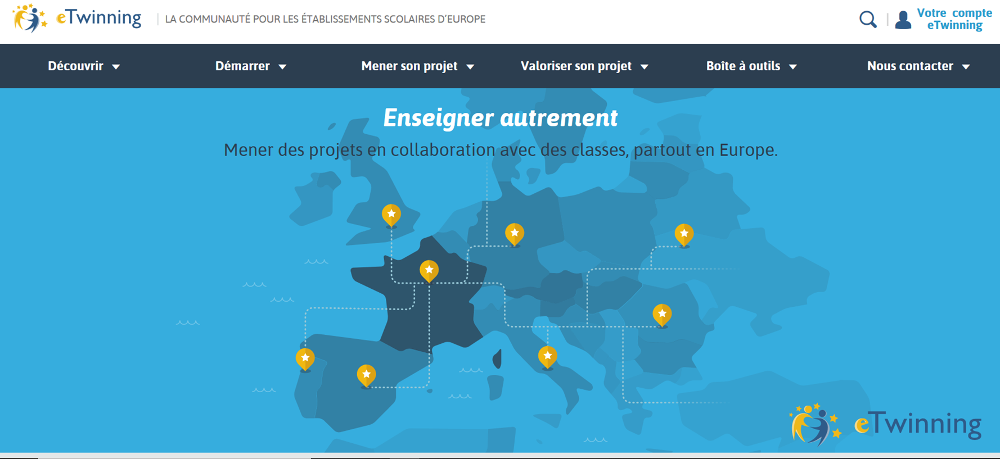 eTwinning
LA COMMUNAUTÉ POUR LES ÉTABLISSEMENTS SCOLAIRES D'EUROPE
Votre compte
eTwinning
Découvrir
Démarrer
Mener son projet
Valoriser son projet
Boîte à outils
Nous contacter
Enseigner autrement
Mener des projets en collaboration avec des classes, partout en Europe.
eTwinning